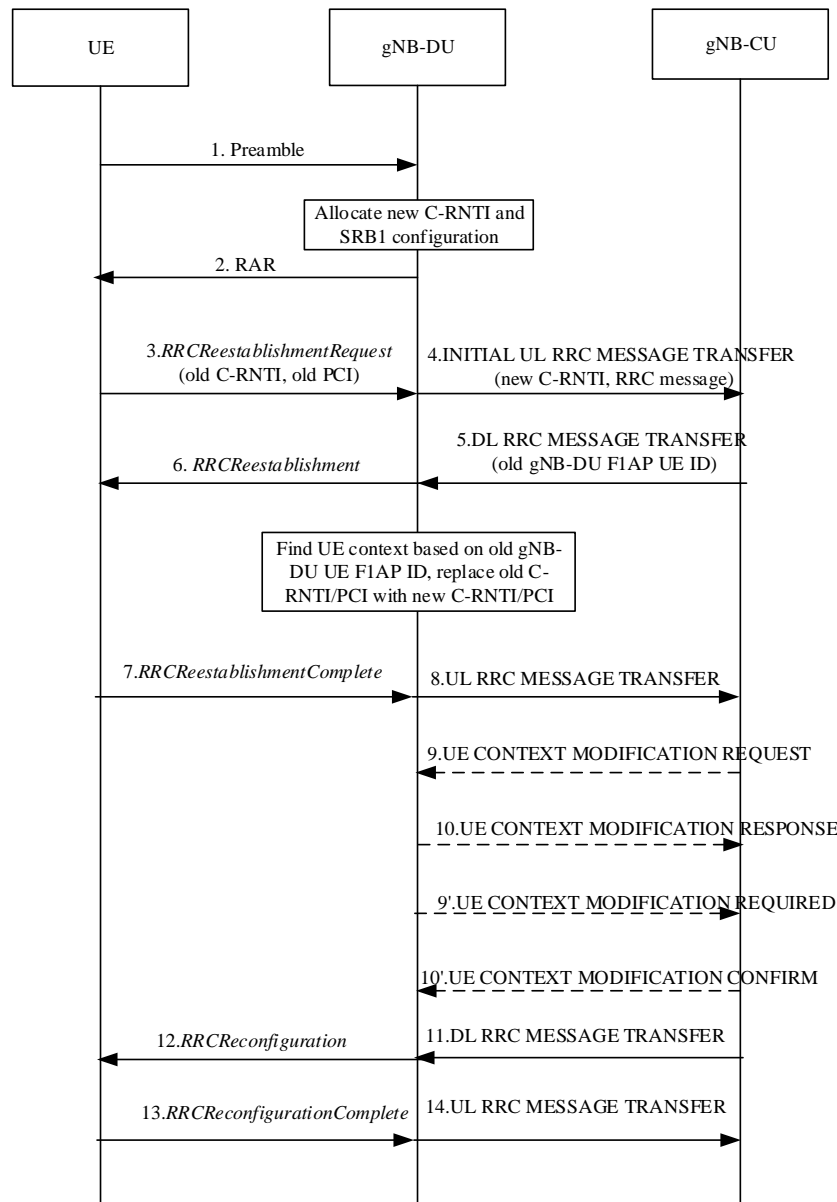 UE
gNB-DU
gNB-CU
1. Preamble
Allocate new C-RNTI and
SRB1 configuration
2. RAR
3.RRCReestablishmentRequest
(old C-RNTI, old PCI)
4.INITIAL UL RRC MESSAGE TRANSFER
(new C-RNTI, RRC message)
5.DL RRC MESSAGE TRANSFER
(old gNB-DU F1AP UE ID)
6. RRCReestablishment
Find UE context based on old gNB-
DU UE F1AP ID, replace old C-
RNTI/PCI with new C-RNTI/PCI
7.RRCReestablishmentComplete
8.UL RRC MESSAGE TRANSFER
9.UE CONTEXT MODIFICATION REQUEST
10.UE CONTEXT MODIFICATION RESPONSE
9'.UE CONTEXT MODIFICATION REQUIRED
10'.UE CONTEXT MODIFICATION CONFIRM
11.DL RRC MESSAGE TRANSFER
12.RRCReconfiguration
13.RRCReconfigurationComplete
14.UL RRC MESSAGE TRANSFER